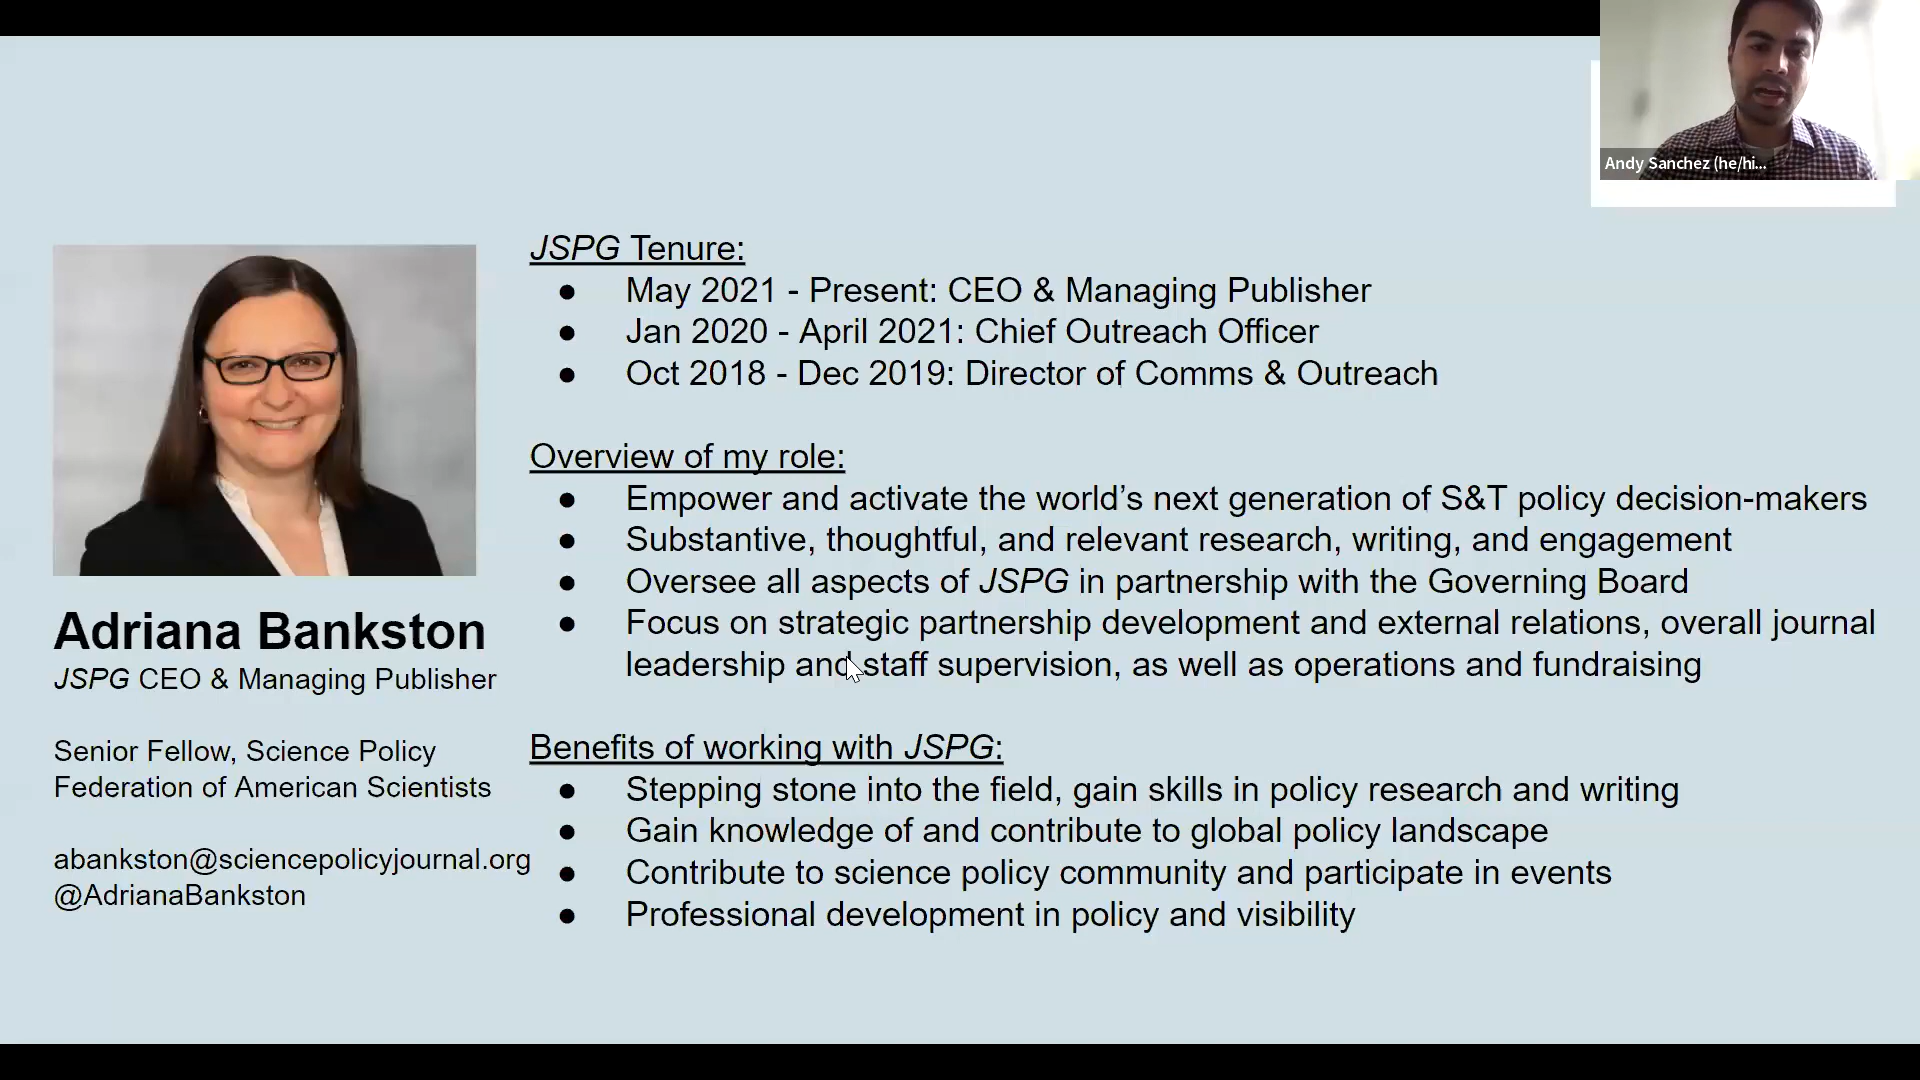 Andy Sanchez (he/hi...
JSPG Tenure:
● May 2021 - Present: CEO & Managing Publisher
● Jan 2020 - April 2021: Chief Outreach Officer
● Oct 2018 - Dec 2019: Director of Comms & Outreach
Overview of my role:
● Empower and activate the world’s next generation of S&T policy decision-makers
● Substantive, thoughtful, and relevant research, writing, and engagement
● Oversee all aspects of JSPG in partnership with the Governing Board
● Focus on strategic partnership development and external relations, overall journal
leadership and staff supervision, as well as operations and fundraising
Benefits of working with JSPG:
● Stepping stone into the field, gain skills in policy research and writing
● Gain knowledge of and contribute to global policy landscape
● Contribute to science policy community and participate in events
● Professional development in policy and visibility
Adriana Bankston
JSPG CEO & Managing Publisher
Senior Fellow, Science Policy
Federation of American Scientists
abankston@sciencepolicyjournal.org
@AdrianaBankston